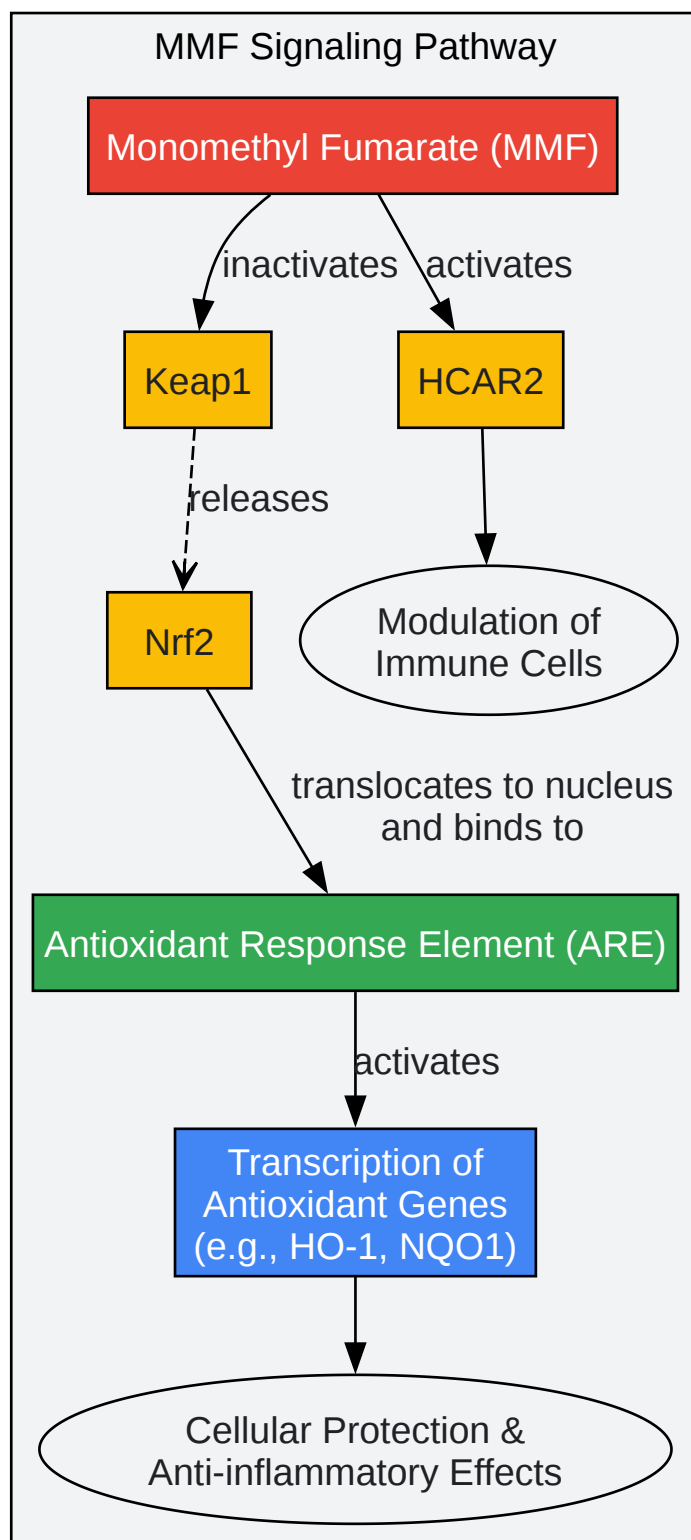 MMF Signaling Pathway
Monomethyl Fumarate (MMF)
inactivates
activates
Keap1
HCAR2
releases
Nrf2
Modulation of
Immune Cells
translocates to nucleus
and binds to
Antioxidant Response Element (ARE)
activates
Transcription of
Antioxidant Genes
(e.g., HO-1, NQO1)
Cellular Protection &
Anti-inflammatory Effects